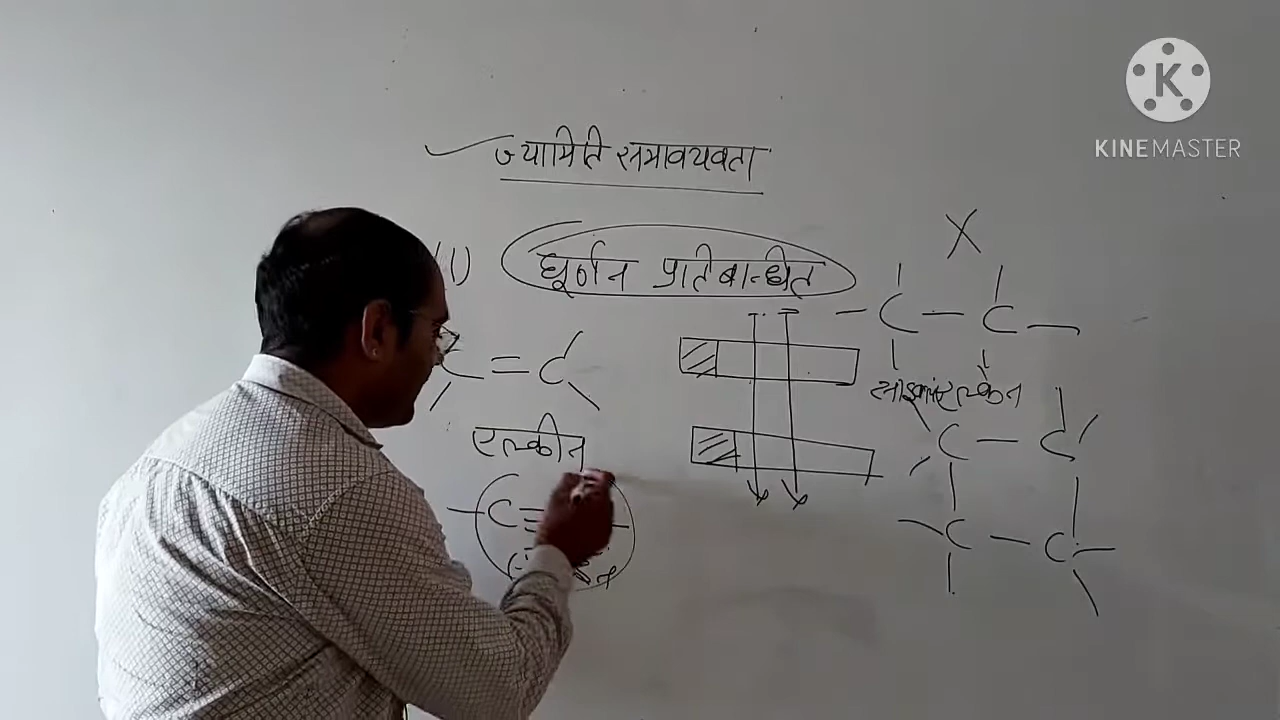 ज्यामिति समावयवता
(1) घूर्णन प्रतिबन्धित
X
- C - C -
C = C
साइक्लोएल्केन
एल्कीन
C - C
- C ≡
C - C
K
KINEMASTER